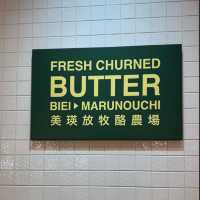 FRESH CHURNED
BUTTER
BIEI▶MARUNOUCHI
美瑛放牧酪農場